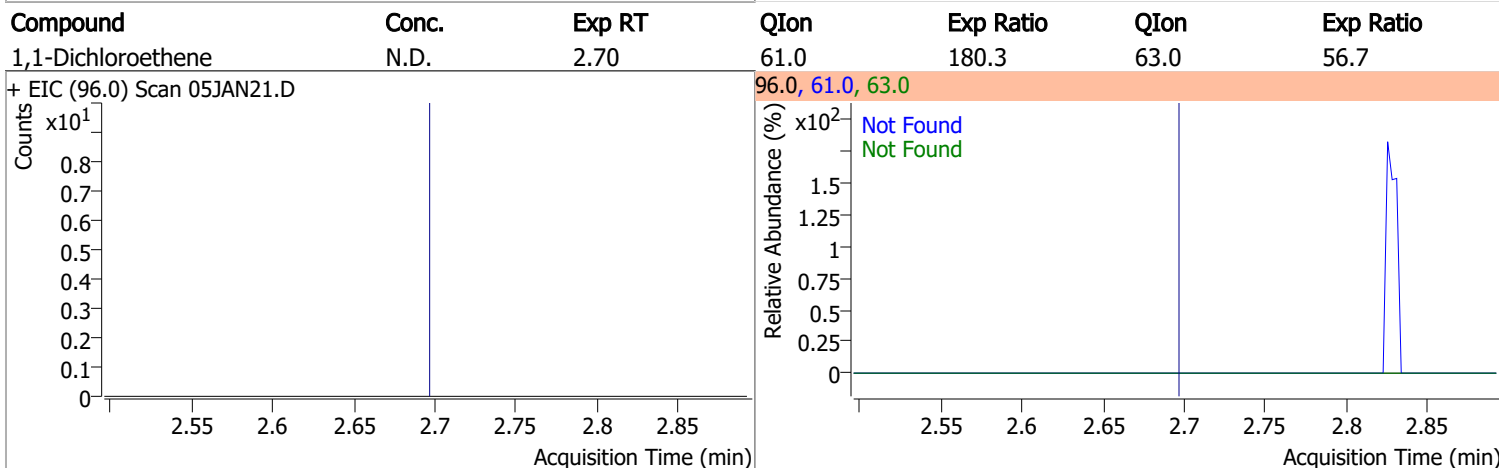 Compound Conc. Exp RT QIon Exp Ratio QIon Exp Ratio
1,1-Dichloroethene N.D. 2.70 61.0 180.3 63.0 56.7
+ EIC (96.0) Scan 05JAN21.D
Counts
x10¹
0.8
0.7
0.6
0.5
0.4
0.3
0.2
0.1
0
2.55 2.6 2.65 2.7 2.75 2.8 2.85
Acquisition Time (min)
96.0, 61.0, 63.0
Relative Abundance (%)
x10²
Not Found
Not Found
1.5
1.25
1
0.75
0.5
0.25
0
2.55 2.6 2.65 2.7 2.75 2.8 2.85
Acquisition Time (min)